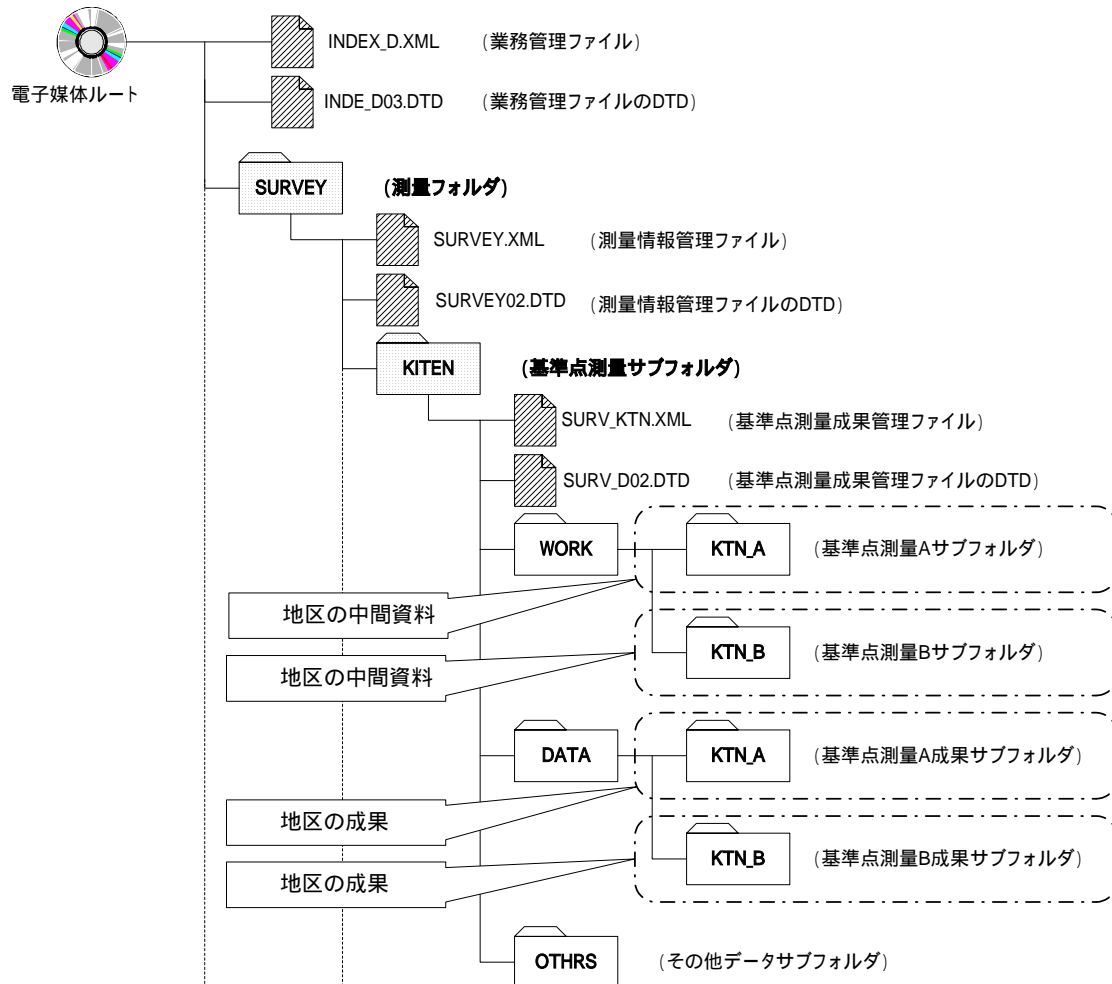 INDEX_D.XML (業務管理ファイル)
電子媒体ルート
INDE_D03.DTD (業務管理ファイルのDTD)
SURVEY (測量フォルダ)
SURVEY.XML (測量情報管理ファイル)
SURVEY02.DTD (測量情報管理ファイルのDTD)
KITEN (基準点測量サブフォルダ)
SURV_KTN.XML (基準点測量成果管理ファイル)
SURV_D02.DTD (基準点測量成果管理ファイルのDTD)
WORK KTN_A (基準点測量Aサブフォルダ)
地区の中間資料
KTN_B (基準点測量Bサブフォルダ)
地区の中間資料
DATA KTN_A (基準点測量A成果サブフォルダ)
地区の成果
KTN_B (基準点測量B成果サブフォルダ)
地区の成果
OTHRS (その他データサブフォルダ)